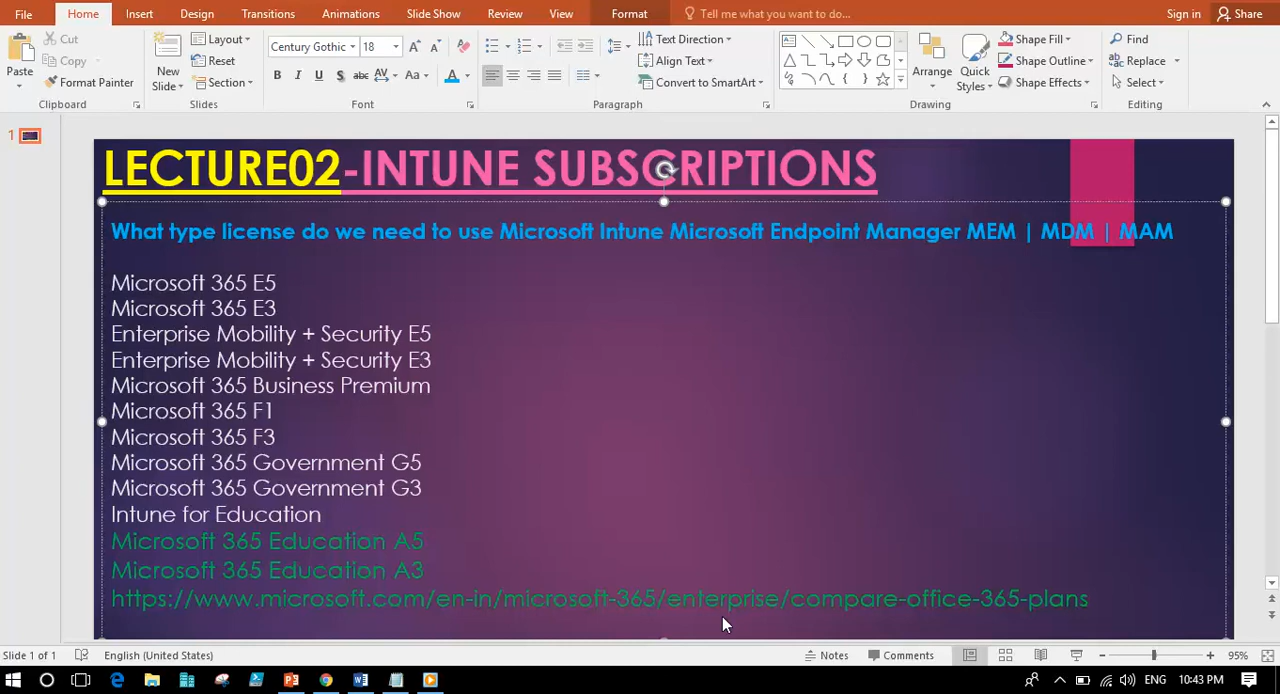 File Home Insert Design Transitions Animations Slide Show Review View Format Tell me what you want to do... Sign in Share
Cut Layout Century Gothic 18 Text Direction Shape Fill Find
Copy Reset Align Text Shape Outline Replace
Paste Format Painter New Slide Section B I U S abc AV Aa A Convert to SmartArt Arrange Quick Styles Shape Effects Select
Clipboard Slides Font Paragraph Drawing Editing
1
LECTURE02-INTUNE SUBSCRIPTIONS
What type license do we need to use Microsoft Intune Microsoft Endpoint Manager MEM | MDM | MAM
Microsoft 365 E5
Microsoft 365 E3
Enterprise Mobility + Security E5
Enterprise Mobility + Security E3
Microsoft 365 Business Premium
Microsoft 365 F1
Microsoft 365 F3
Microsoft 365 Government G5
Microsoft 365 Government G3
Intune for Education
Microsoft 365 Education A5
Microsoft 365 Education A3
https://www.microsoft.com/en-in/microsoft-365/enterprise/compare-office-365-plans
Slide 1 of 1 English (United States) Notes Comments 95%
10:43 PM